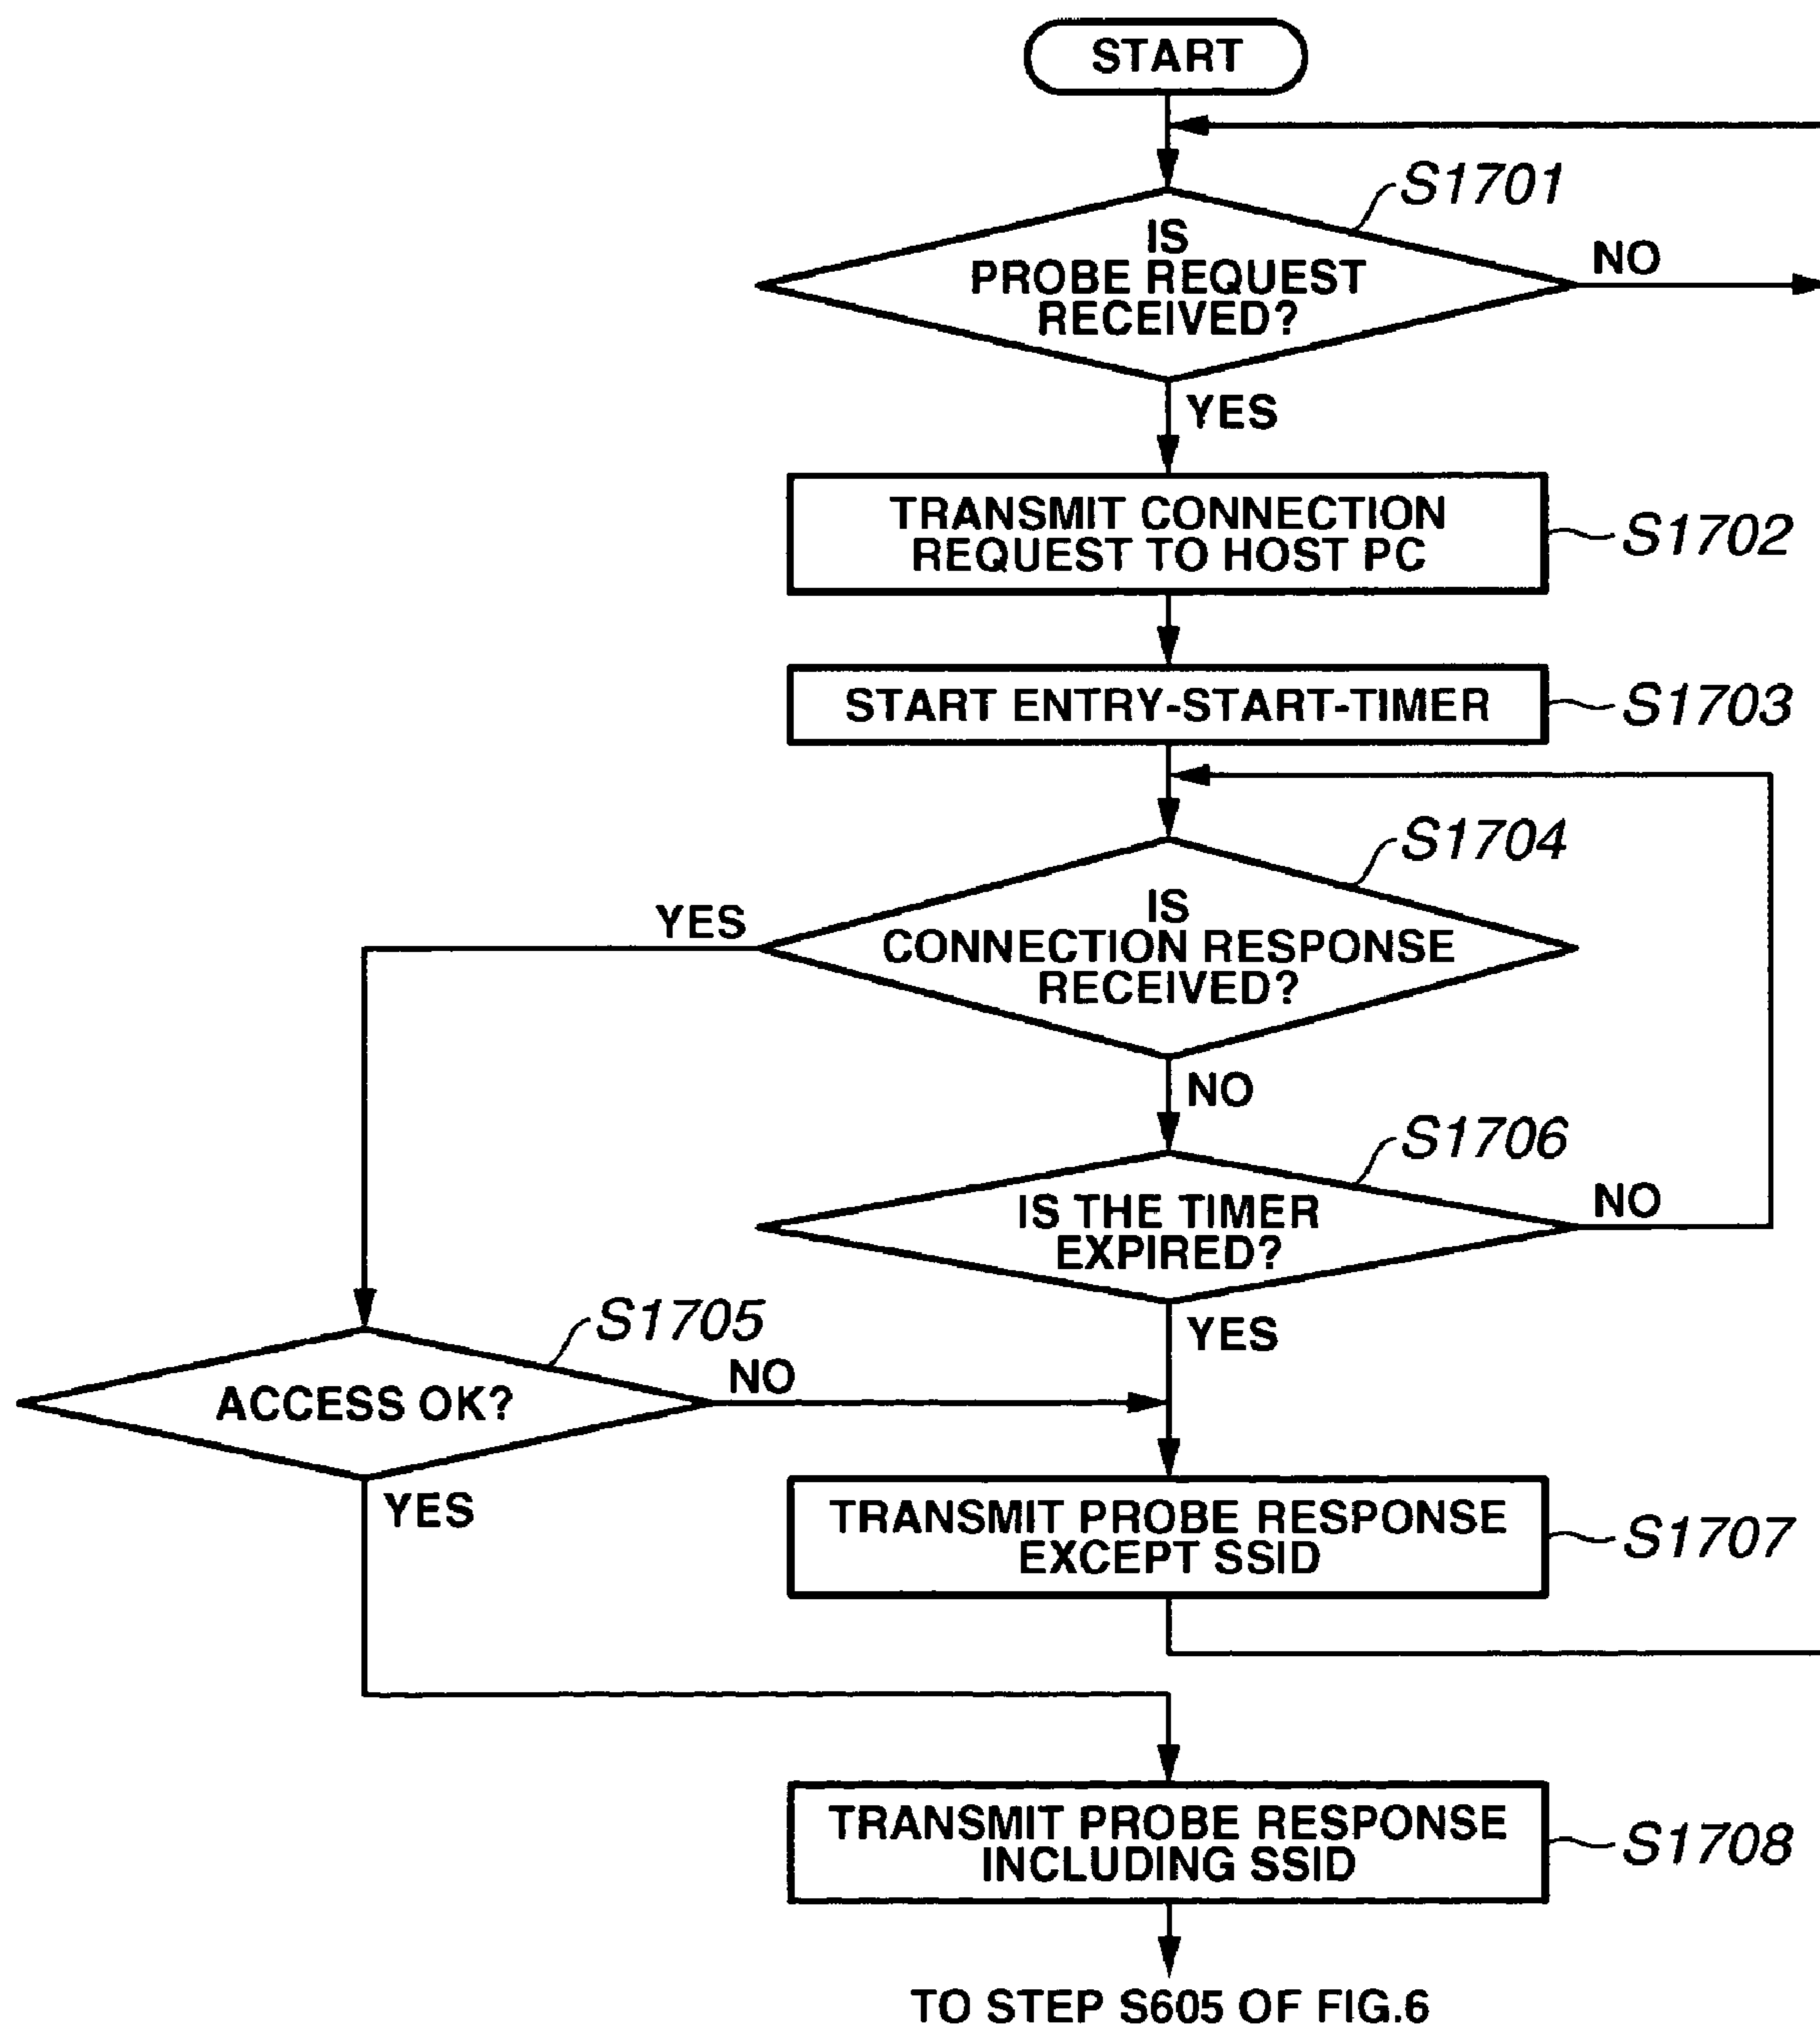 START
S1701
IS
PROBE REQUEST
RECEIVED?
NO
YES
TRANSMIT CONNECTION
REQUEST TO HOST PC
S1702
START ENTRY-START-TIMER
S1703
S1704
YES
IS
CONNECTION RESPONSE
RECEIVED?
NO
S1706
IS THE TIMER
EXPIRED?
NO
YES
S1705
ACCESS OK?
NO
YES
TRANSMIT PROBE RESPONSE
EXCEPT SSID
S1707
TRANSMIT PROBE RESPONSE
INCLUDING SSID
S1708
TO STEP S605 OF FIG.6